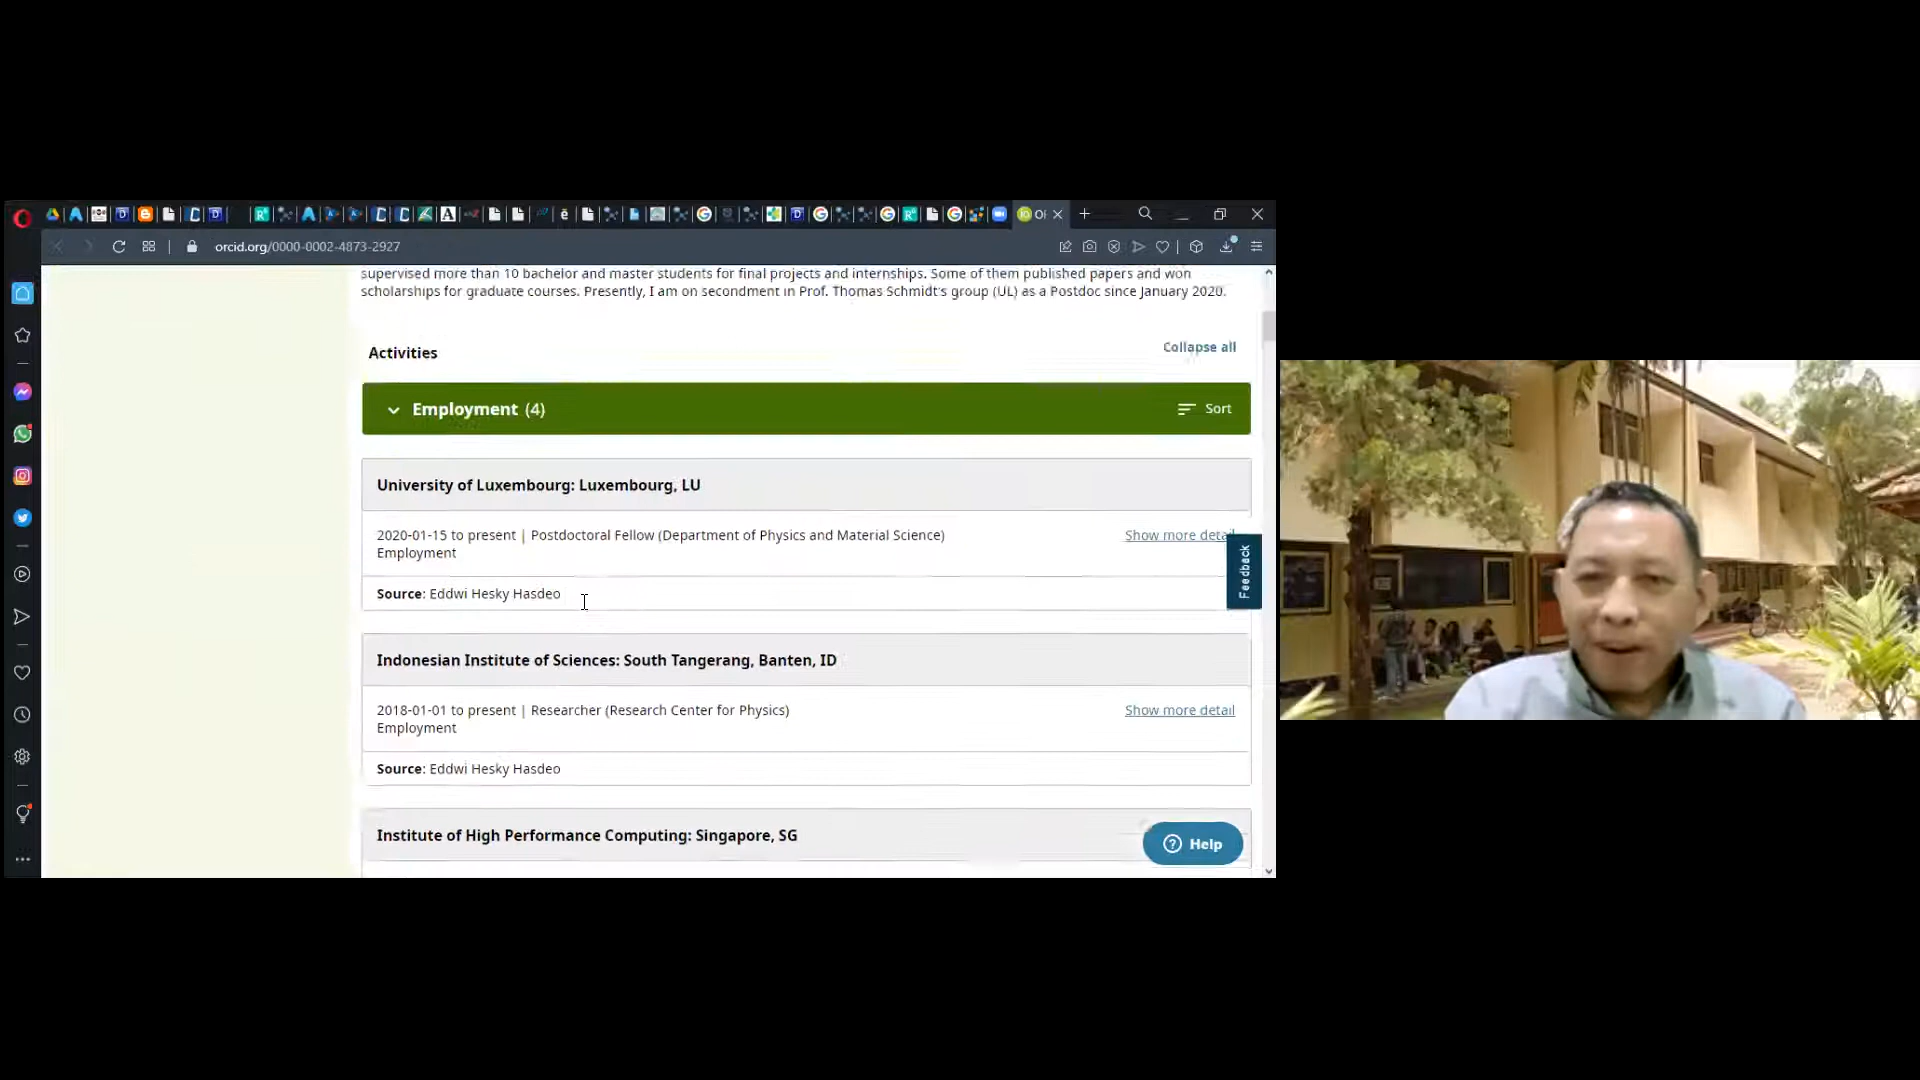 orcid.org/0000-0002-4873-2927
supervised more than 10 bachelor and master students for final projects and internships. Some of them published papers and won
scholarships for graduate courses. Presently, I am on secondment in Prof. Thomas Schmidt's group (UL) as a Postdoc since January 2020.
Activities
Collapse all
Employment (4)
Sort
University of Luxembourg: Luxembourg, LU
2020-01-15 to present | Postdoctoral Fellow (Department of Physics and Material Science)
Employment
Show more detail
Source: Eddwi Hesky Hasdeo
Feedback
Indonesian Institute of Sciences: South Tangerang, Banten, ID
2018-01-01 to present | Researcher (Research Center for Physics)
Employment
Show more detail
Source: Eddwi Hesky Hasdeo
Institute of High Performance Computing: Singapore, SG
Help